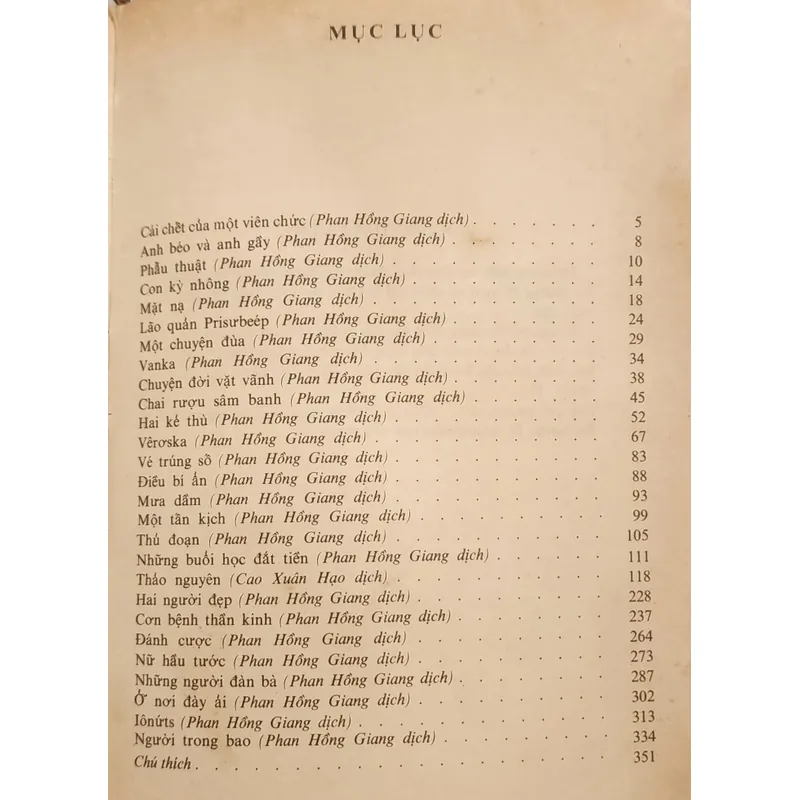 MỤC LỤC
Cái chết của một viên chức (Phan Hồng Giang dịch) . . . . . . . 5
Anh béo và anh gầy (Phan Hồng Giang dịch) . . . . . . . . 8
Phẫu thuật (Phan Hồng Giang dịch) . . . . . . . . . . 10
Con kỳ nhông (Phan Hồng Giang dịch) . . . . . . . . . 14
Mặt nạ (Phan Hồng Giang dịch) . . . . . . . . . . 18
Lão quản Prisưbeép (Phan Hồng Giang dịch) . . . . . . . . 24
Một chuyện đùa (Phan Hồng Giang dịch) . . . . . . . . . 29
Vanka (Phan Hồng Giang dịch) . . . . . . . . . . 34
Chuyện đời vặt vãnh (Phan Hồng Giang dịch) . . . . . . . . 38
Chai rượu sâm banh (Phan Hồng Giang dịch) . . . . . . . 45
Hai kẻ thù (Phan Hồng Giang dịch) . . . . . . . . . . 52
Vêrơska (Phan Hồng Giang dịch) . . . . . . . . . . 67
Vé trúng số (Phan Hồng Giang dịch) . . . . . . . . . . 83
Điều bí ẩn (Phan Hồng Giang dịch) . . . . . . . . . . 88
Mưa dầm (Phan Hồng Giang dịch) . . . . . . . . . . 93
Một tấn kịch (Phan Hồng Giang dịch) . . . . . . . . . 99
Thủ đoạn (Phan Hồng Giang dịch) . . . . . . . . . . 105
Những buổi học đắt tiền (Phan Hồng Giang dịch) . . . . . . 111
Thảo nguyên (Cao Xuân Hạo dịch) . . . . . . . . . . 118
Hai người đẹp (Phan Hồng Giang dịch) . . . . . . . . . 228
Cơn bệnh thần kinh (Phan Hồng Giang dịch) . . . . . . . . 237
Đánh cược (Phan Hồng Giang dịch) . . . . . . . . . 264
Nữ hầu tước (Phan Hồng Giang dịch) . . . . . . . . . 273
Những người đàn bà (Phan Hồng Giang dịch) . . . . . . . . 287
Ở nơi đày ải (Phan Hồng Giang dịch) . . . . . . . . . 302
Iônứts (Phan Hồng Giang dịch) . . . . . . . . . . . 313
Người trong bao (Phan Hồng Giang dịch) . . . . . . . . 334
Chú thích . . . . . . . . . . . . . . . . . 351